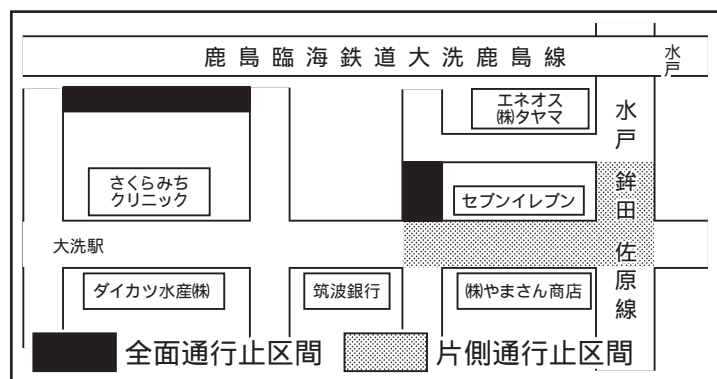 鹿島臨海鉄道大洗鹿島線
水戸
エネオス
㈱タヤマ
水戸鉾田佐原線
さくらみち
クリニック
セブンイレブン
大洗駅
ダイカツ水産㈱
筑波銀行
㈱やまさん商店
全面通行止区間
片側通行止区間